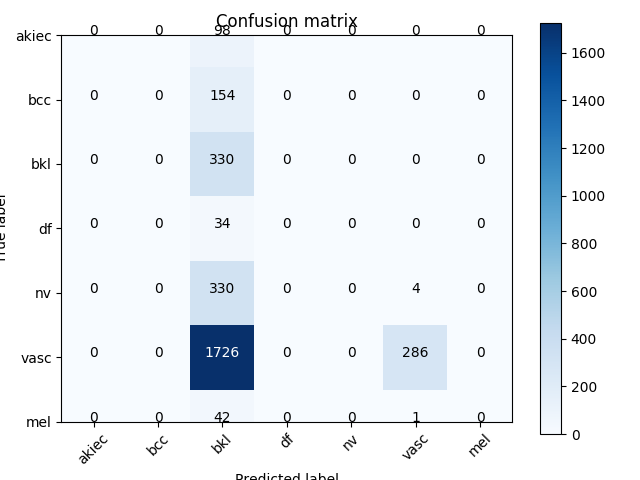 Confusion matrix
akiec 0 0 98 0 0 0 0
bcc 0 0 154 0 0 0 0
bkl 0 0 330 0 0 0 0
df 0 0 34 0 0 0 0
nv 0 0 330 0 0 4 0
vasc 0 0 1726 0 0 286 0
mel 0 0 42 0 0 1 0
akiec bcc bkl df nv vasc mel
Predicted label
True label
1600
1400
1200
1000
800
600
400
200
0